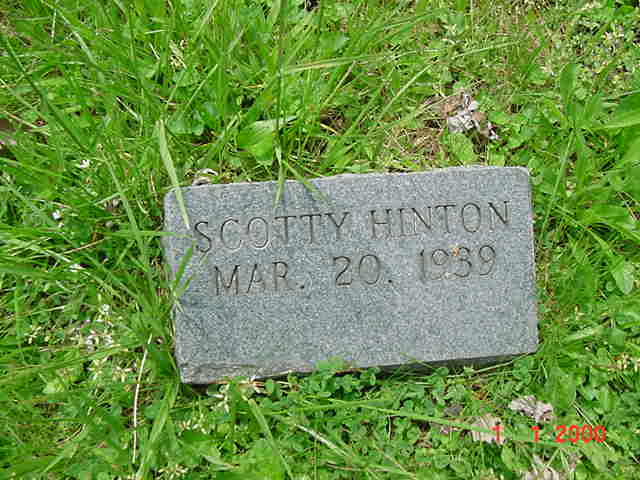 SCOTTY HINTON
MAR. 20. 1939
1 1 2000